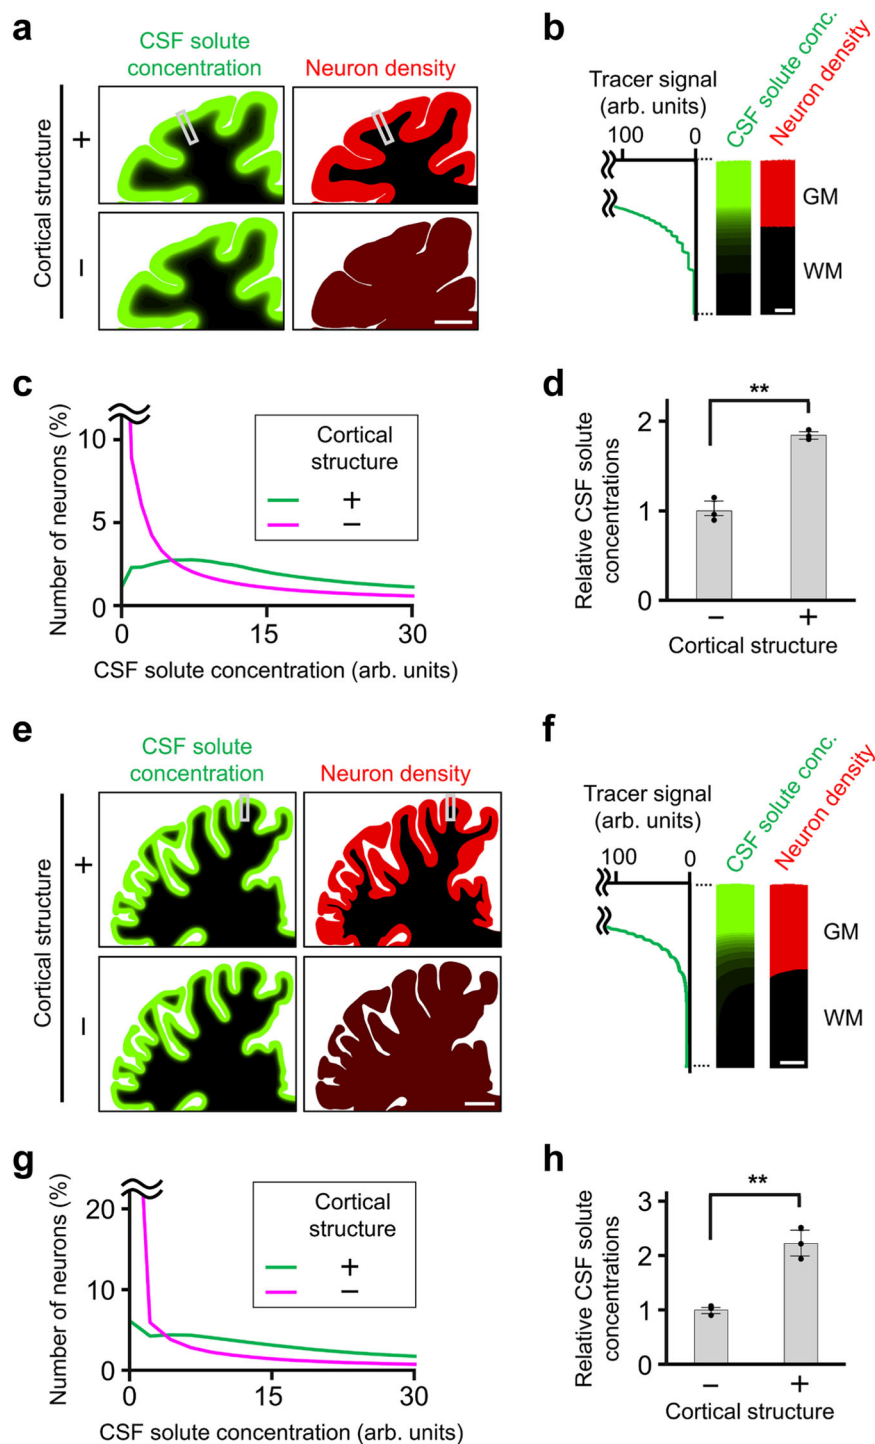 a
CSF solute
concentration
Neuron density
Cortical structure
+
−
b
Tracer signal
(arb. units)
100
0
CSF solute conc.
Neuron density
GM
WM
c
Number of neurons (%)
10
5
0
0
15
30
CSF solute concentration (arb. units)
Cortical
structure
+
−
d
Relative CSF solute
concentrations
2
1
0
**
−
+
Cortical structure
e
CSF solute
concentration
Neuron density
Cortical structure
+
−
f
Tracer signal
(arb. units)
100
0
CSF solute conc.
Neuron density
GM
WM
g
Number of neurons (%)
20
10
0
0
15
30
CSF solute concentration (arb. units)
Cortical
structure
+
−
h
Relative CSF solute
concentrations
3
2
1
0
**
−
+
Cortical structure